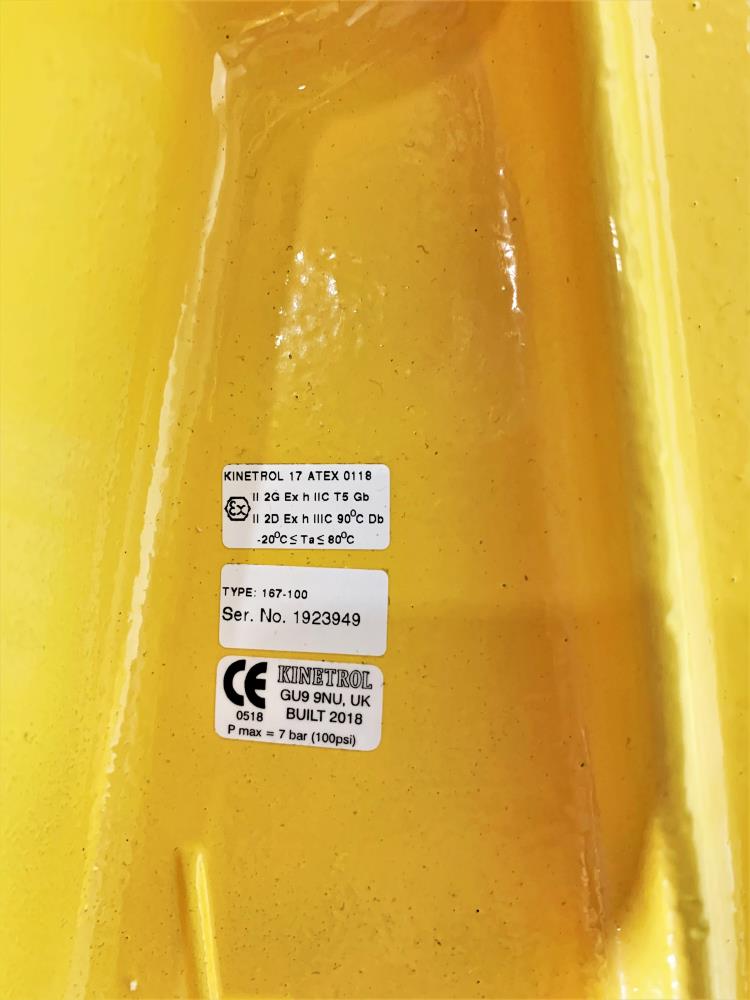 KINETROL 17 ATEX 0118
Ex II 2G Ex h IIC T5 Gb
II 2D Ex h IIIC 90°C Db
-20°C ≤ Ta ≤ 80°C
TYPE: 167-100
Ser. No. 1923949
CE KINETROL
GU9 9NU, UK
0518 BUILT 2018
P max = 7 bar (100psi)